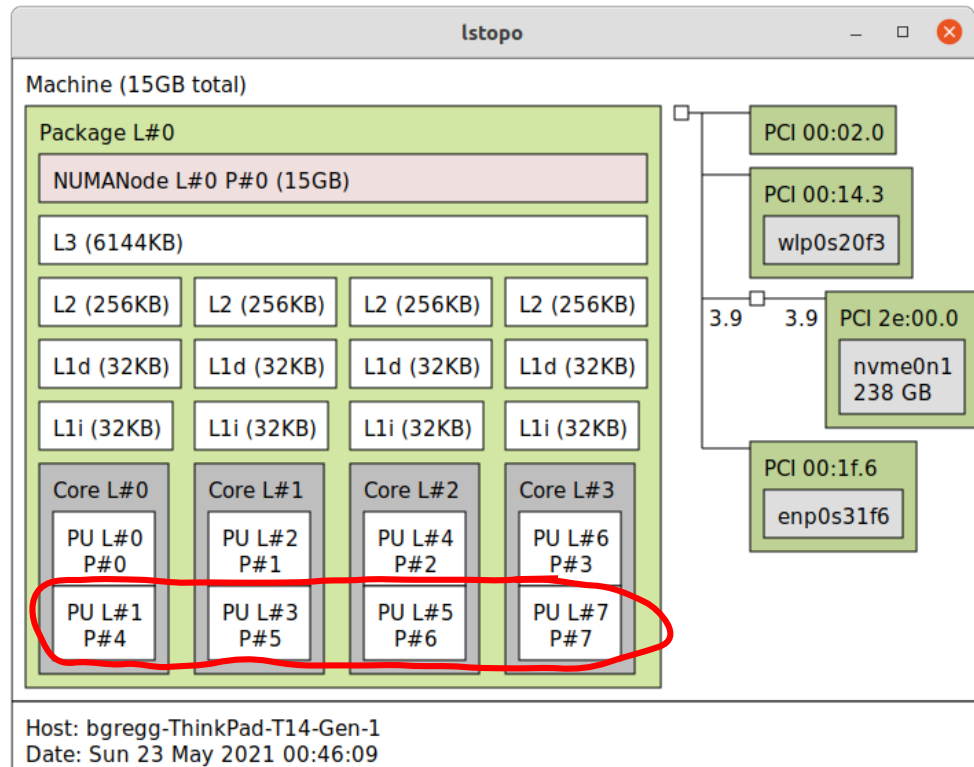 lstopo
Machine (15GB total)
Package L#0
NUMANode L#0 P#0 (15GB)
L3 (6144KB)
L2 (256KB) L2 (256KB) L2 (256KB) L2 (256KB)
L1d (32KB) L1d (32KB) L1d (32KB) L1d (32KB)
L1i (32KB) L1i (32KB) L1i (32KB) L1i (32KB)
Core L#0 Core L#1 Core L#2 Core L#3
PU L#0 PU L#2 PU L#4 PU L#6
P#0 P#1 P#2 P#3
PU L#1 PU L#3 PU L#5 PU L#7
P#4 P#5 P#6 P#7
PCI 00:02.0
PCI 00:14.3
wlp0s20f3
3.9 3.9 PCI 2e:00.0
nvme0n1
238 GB
PCI 00:1f.6
enp0s31f6
Host: bgregg-ThinkPad-T14-Gen-1
Date: Sun 23 May 2021 00:46:09